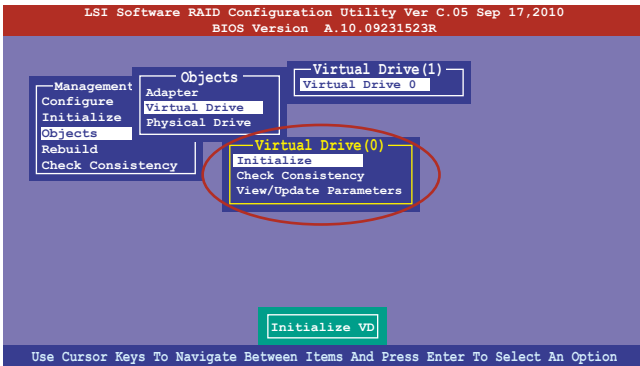 LSI Software RAID Configuration Utility Ver C.05 Sep 17,2010
BIOS Version A.10.09231523R
Management
Configure
Initialize
Objects
Rebuild
Check Consistency
Objects
Adapter
Virtual Drive
Physical Drive
Virtual Drive(1)
Virtual Drive 0
Virtual Drive(0)
Initialize
Check Consistency
View/Update Parameters
Initialize VD
Use Cursor Keys To Navigate Between Items And Press Enter To Select An Option